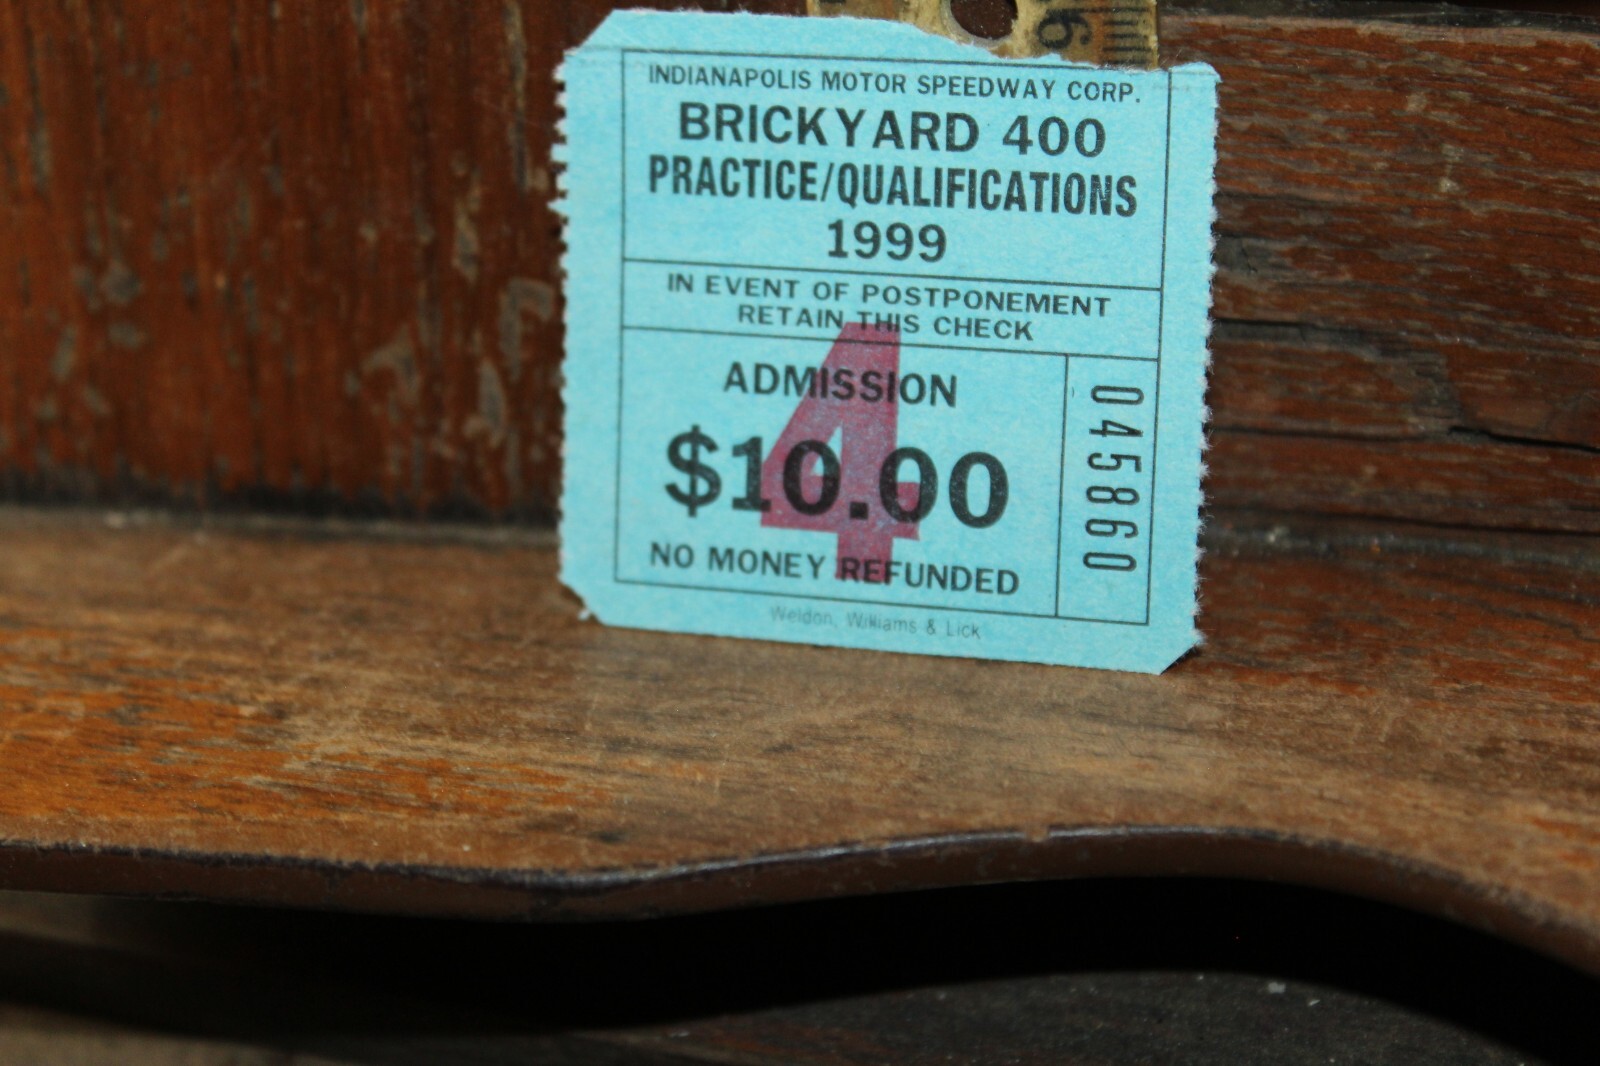 INDIANAPOLIS MOTOR SPEEDWAY CORP.
BRICKYARD 400
PRACTICE/QUALIFICATIONS
1999
IN EVENT OF POSTPONEMENT
RETAIN THIS CHECK
ADMISSION
$10.00
4
NO MONEY REFUNDED
045860
Weldon, Williams & Lick
6